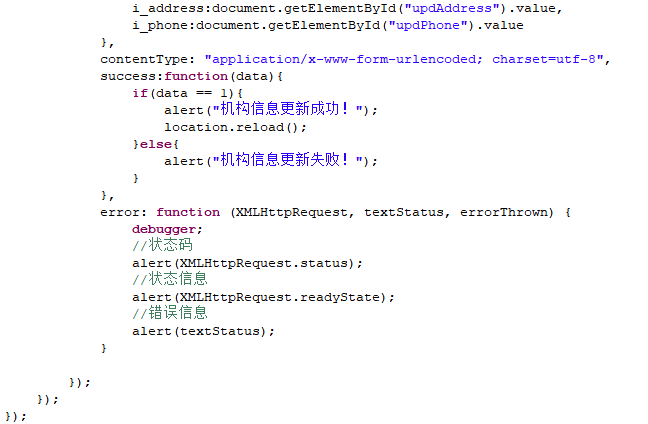 i_address:document.getElementById("updAddress").value,
i_phone:document.getElementById("updPhone").value
},
contentType: "application/x-www-form-urlencoded; charset=utf-8",
success:function(data){
if(data == 1){
alert("机构信息更新成功！");
location.reload();
}else{
alert("机构信息更新失败！");
}
},
error: function (XMLHttpRequest, textStatus, errorThrown) {
debugger;
//状态码
alert(XMLHttpRequest.status);
//状态信息
alert(XMLHttpRequest.readyState);
//错误信息
alert(textStatus);
}
});
});
});